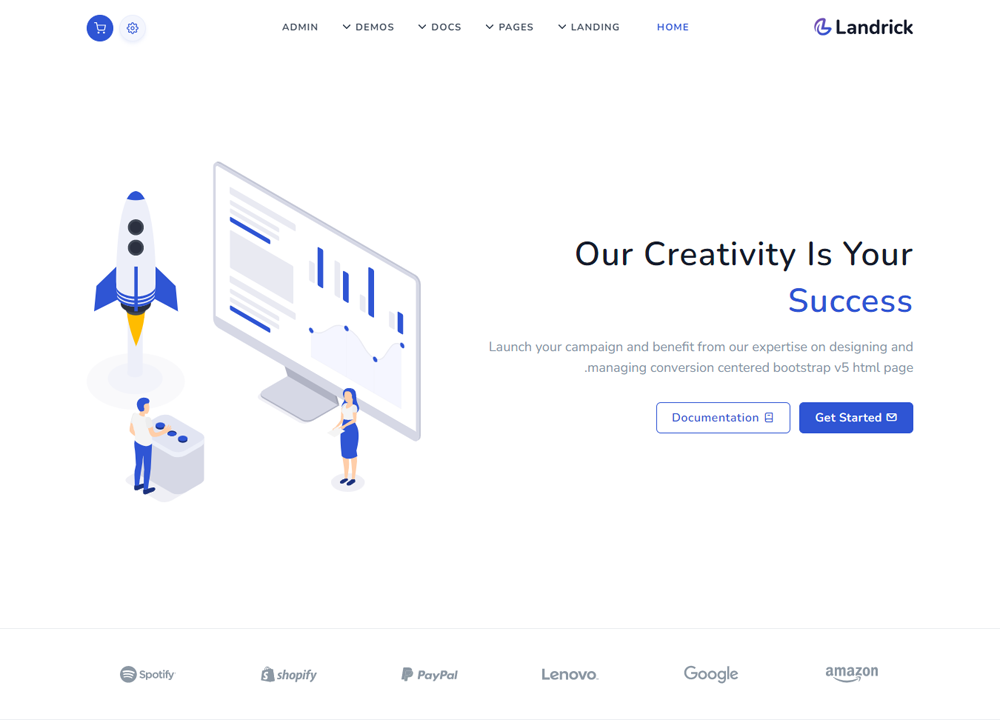 Landrick
HOME
LANDING
PAGES
DOCS
DEMOS
ADMIN
Our Creativity Is Your
Success
Launch your campaign and benefit from our expertise on designing and
.managing conversion centered bootstrap v5 html page
Get Started
Documentation
amazon
Google
Lenovo.
PayPal
shopify
Spotify